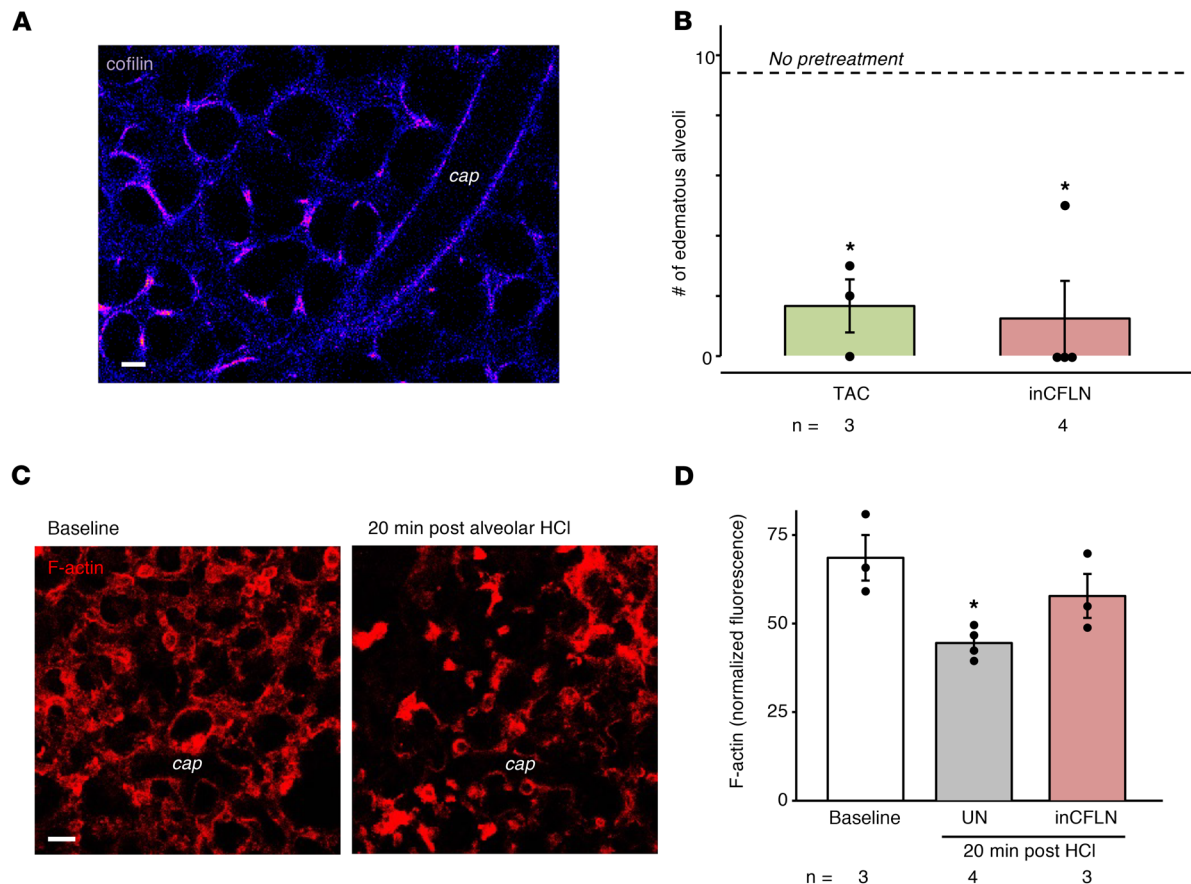 A
cofilin
cap
B
# of edematous alveoli
10
0
No pretreatment
*
*
TAC
inCFLN
n = 3 4
C
Baseline
20 min post alveolar HCl
F-actin
cap
cap
D
F-actin (normalized fluorescence)
75
50
25
0
*
Baseline
UN
inCFLN
20 min post HCl
n = 3 4 3